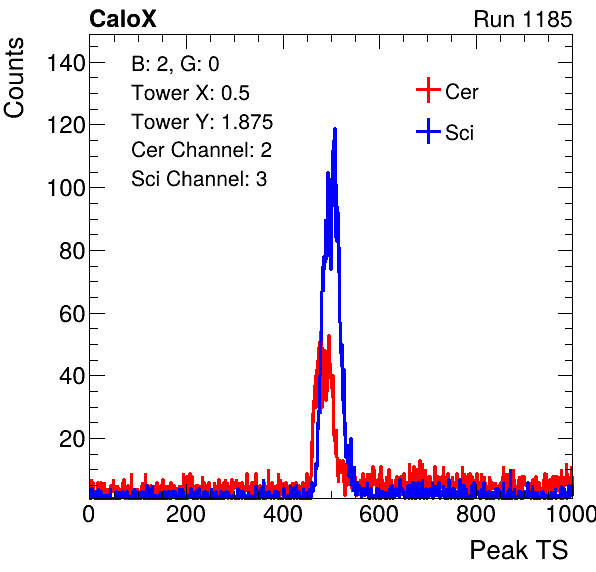 CaloX Run 1185
Counts
B: 2, G: 0
Tower X: 0.5
Tower Y: 1.875
Cer Channel: 2
Sci Channel: 3
Cer
Sci
140
120
100
80
60
40
20
0 200 400 600 800 1000
Peak TS